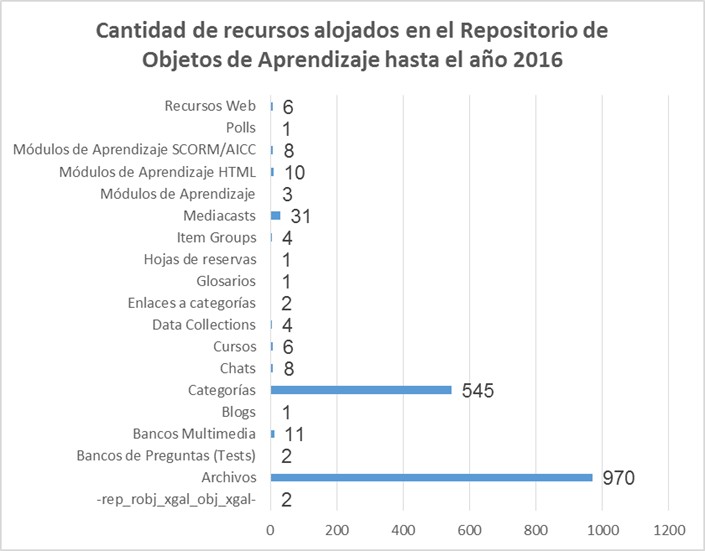 Cantidad de recursos alojados en el Repositorio de
Objetos de Aprendizaje hasta el año 2016
Recursos Web 6
Polls 1
Módulos de Aprendizaje SCORM/AICC 8
Módulos de Aprendizaje HTML 10
Módulos de Aprendizaje 3
Mediacasts 31
Item Groups 4
Hojas de reservas 1
Glosarios 1
Enlaces a categorías 2
Data Collections 4
Cursos 6
Chats 8
Categorías 545
Blogs 1
Bancos Multimedia 11
Bancos de Preguntas (Tests) 2
Archivos 970
-rep_robj_xgal_obj_xgal- 2
0 200 400 600 800 1000 1200